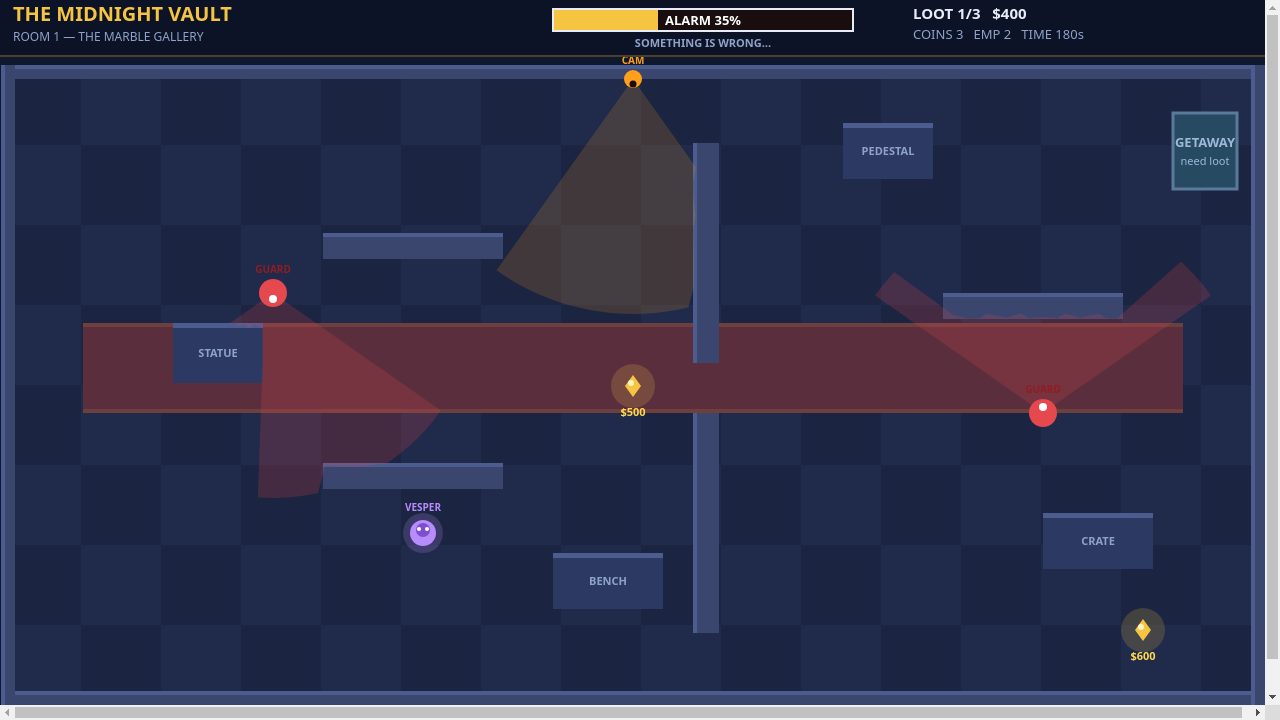 THE MIDNIGHT VAULT
ROOM 1 — THE MARBLE GALLERY
ALARM 35%
SOMETHING IS WRONG...
LOOT 1/3 $400
COINS 3 EMP 2 TIME 180s
CAM
PEDESTAL
GETAWAY
need loot
GUARD
STATUE
GUARD
$500
VESPER
CRATE
BENCH
$600